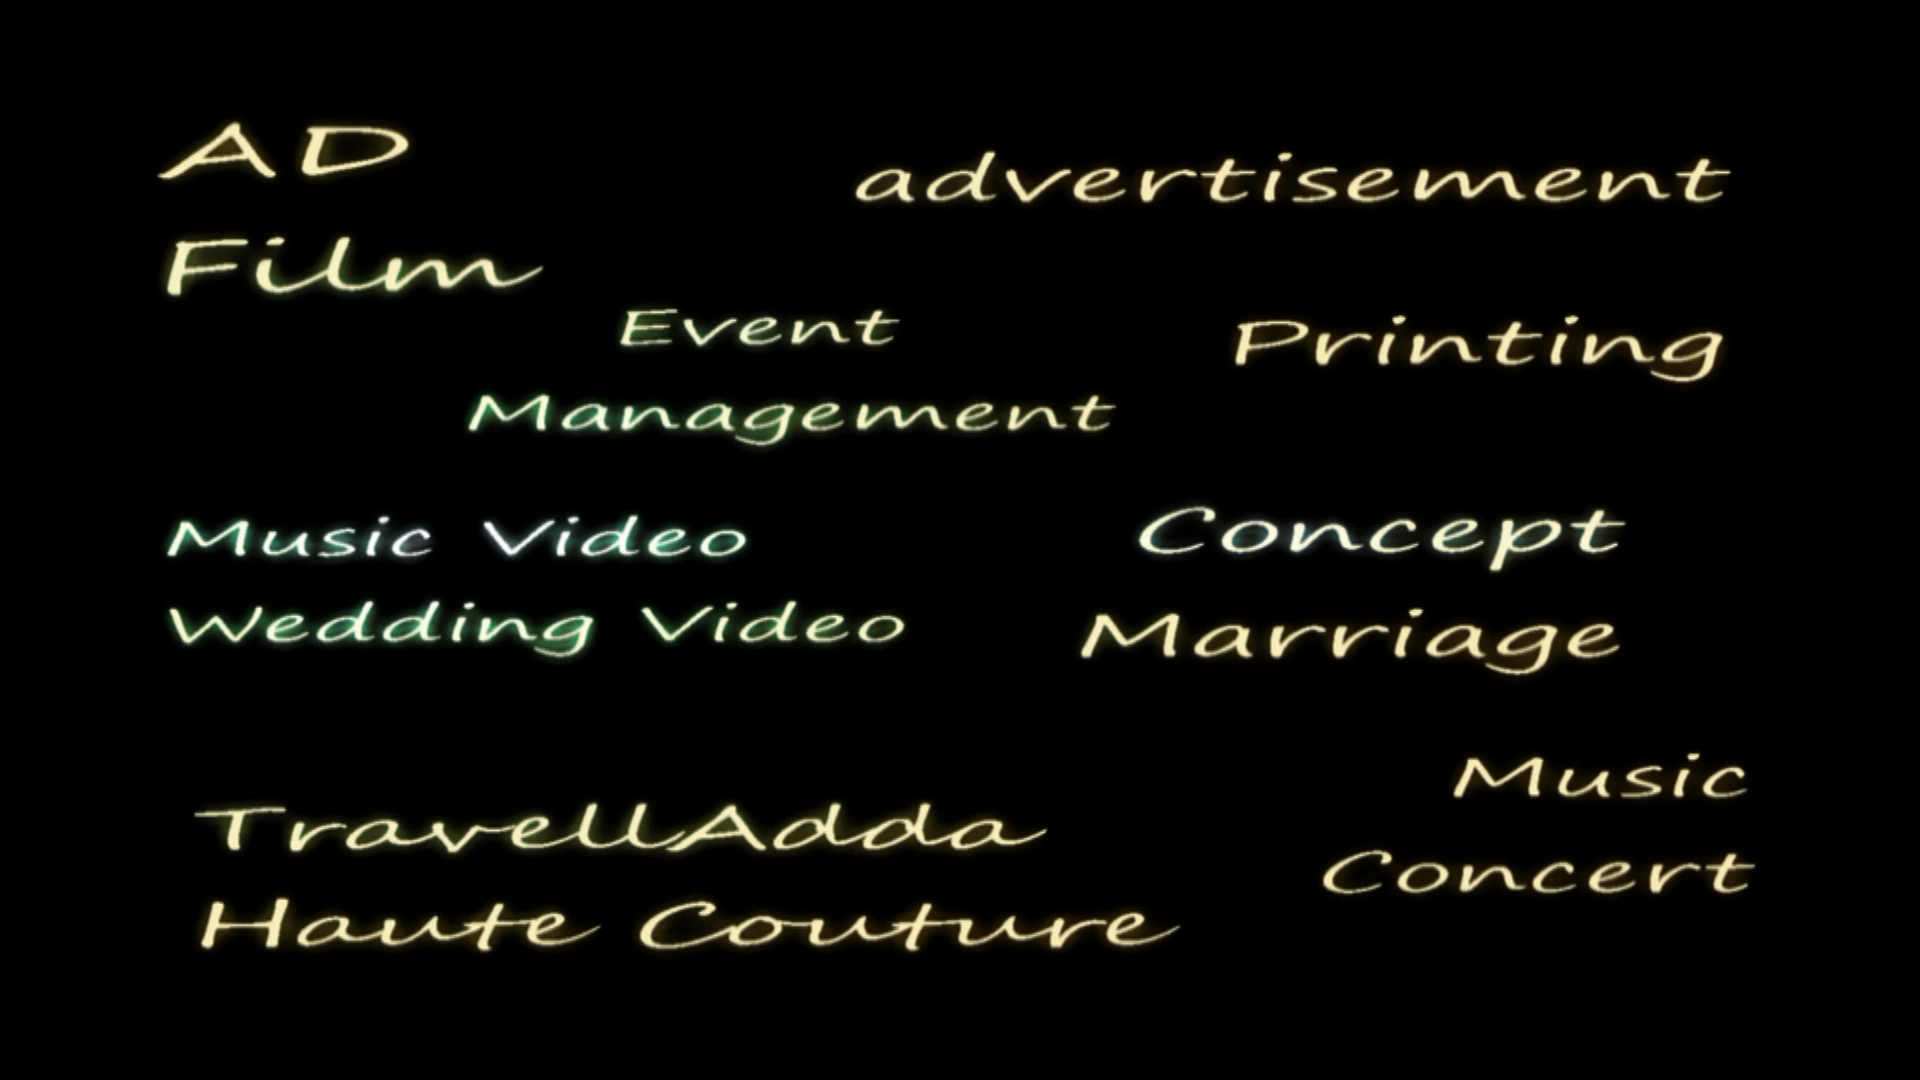 AD
Film
advertisement
Event
Management
Printing
Music Video
Wedding Video
Concept
Marriage
TravellAdda
Haute Couture
Music
Concert